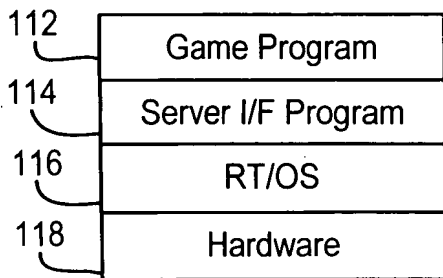 112 Game Program
114 Server I/F Program
116 RT/OS
118 Hardware